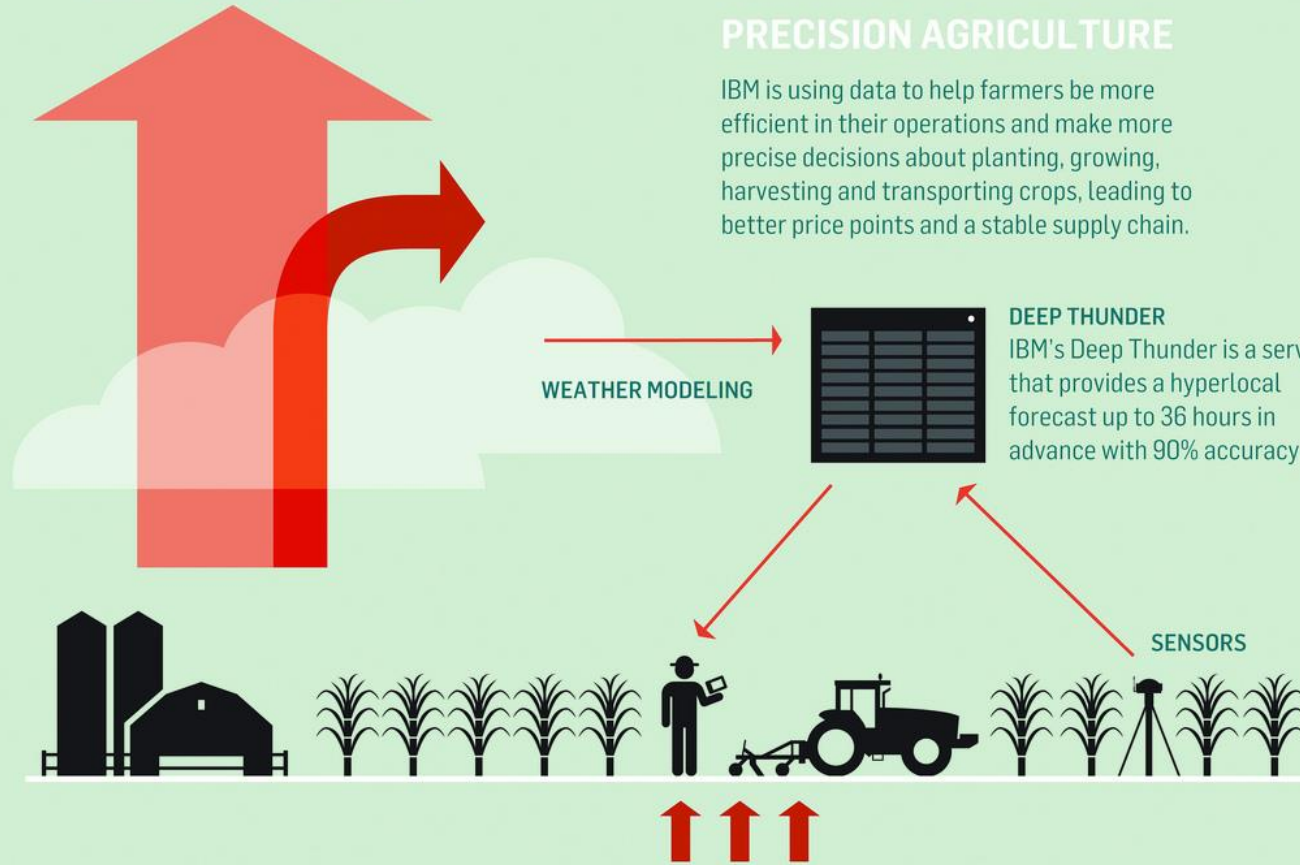 PRECISION AGRICULTURE
IBM is using data to help farmers be more
efficient in their operations and make more
precise decisions about planting, growing,
harvesting and transporting crops, leading to
better price points and a stable supply chain.
WEATHER MODELING
DEEP THUNDER
IBM's Deep Thunder is a
that provides a hyperlocal
forecast up to 36 hours in
advance with 90% accuracy
SENSORS